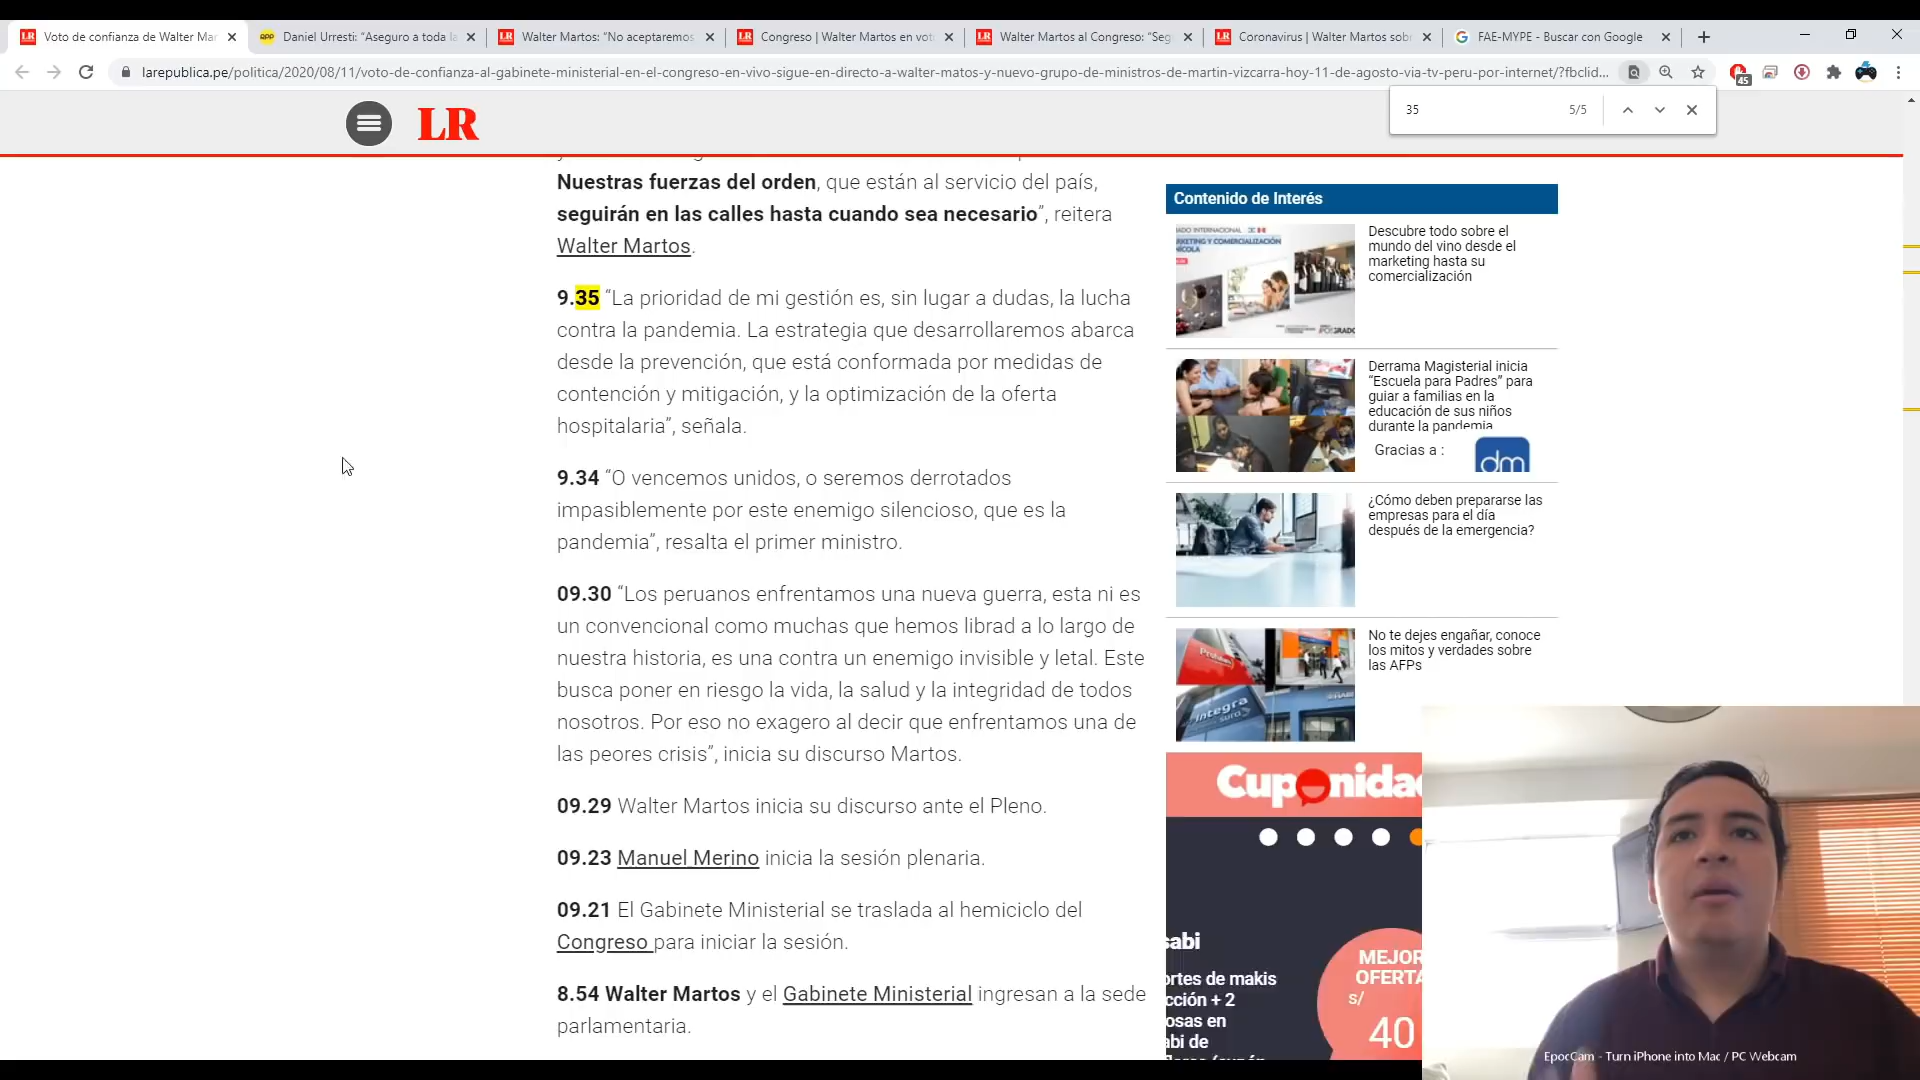 Voto de confianza de Walter Mar
Daniel Urresti: “Aseguro a toda la
Walter Martos: “No aceptaremos
Congreso | Walter Martos en vot
Walter Martos al Congreso: “Seg
Coronavirus | Walter Martos sob
FAE-MYPE - Buscar con Google
larepublica.pe/politica/2020/08/11/voto-de-confianza-al-gabinete-ministerial-en-el-congreso-en-vivo-sigue-en-directo-a-walter-matos-y-nuevo-grupo-de-ministros-de-martin-vizcarra-hoy-11-de-agosto-via-tv-peru-por-internet/?fbclid...
45
35 5/5
LR
Nuestras fuerzas del orden, que están al servicio del país,
seguirán en las calles hasta cuando sea necesario”, reitera
Walter Martos.
9.35 “La prioridad de mi gestión es, sin lugar a dudas, la lucha
contra la pandemia. La estrategia que desarrollaremos abarca
desde la prevención, que está conformada por medidas de
contención y mitigación, y la optimización de la oferta
hospitalaria”, señala.
9.34 “O vencemos unidos, o seremos derrotados
impasiblemente por este enemigo silencioso, que es la
pandemia”, resalta el primer ministro.
09.30 “Los peruanos enfrentamos una nueva guerra, esta ni es
un convencional como muchas que hemos librad a lo largo de
nuestra historia, es una contra un enemigo invisible y letal. Este
busca poner en riesgo la vida, la salud y la integridad de todos
nosotros. Por eso no exagero al decir que enfrentamos una de
las peores crisis”, inicia su discurso Martos.
09.29 Walter Martos inicia su discurso ante el Pleno.
09.23 Manuel Merino inicia la sesión plenaria.
09.21 El Gabinete Ministerial se traslada al hemiciclo del
Congreso para iniciar la sesión.
8.54 Walter Martos y el Gabinete Ministerial ingresan a la sede
parlamentaria.
Contenido de Interés
Descubre todo sobre el
mundo del vino desde el
marketing hasta su
comercialización
Derrama Magisterial inicia
“Escuela para Padres” para
guiar a familias en la
educación de sus niños
durante la pandemia
Gracias a :
dm
¿Cómo deben prepararse las
empresas para el día
después de la emergencia?
No te dejes engañar, conoce
los mitos y verdades sobre
las AFPs
Integra
Cuponidad
sabi
ortes de makis
cción + 2
osas en
abi de
MEJOR
OFERTA
s/
40
EpocCam - Turn iPhone into Mac / PC Webcam